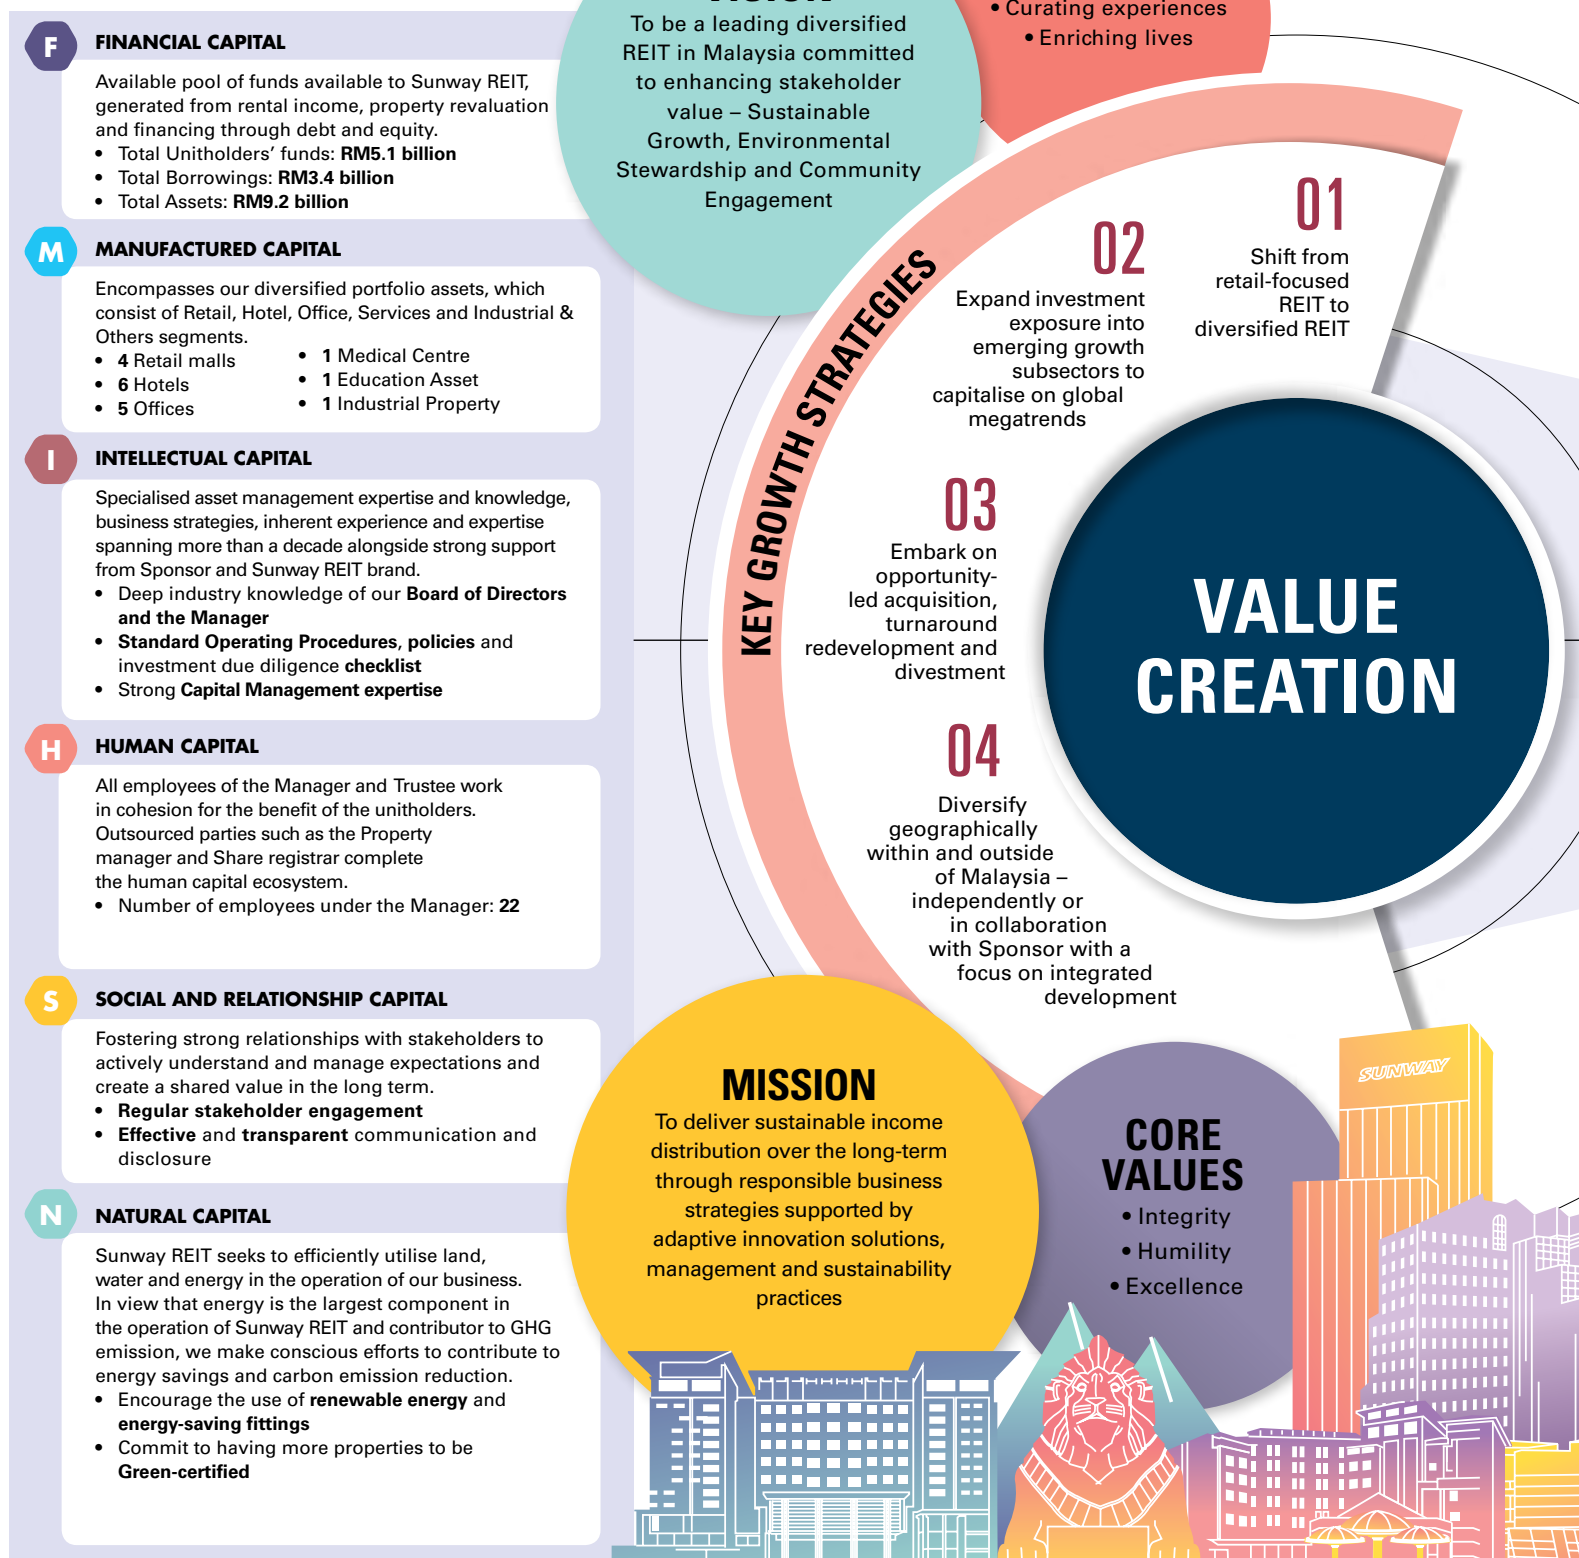 F
FINANCIAL CAPITAL
Available pool of funds available to Sunway REIT,
generated from rental income, property revaluation
and financing through debt and equity.
• Total Unitholders’ funds: RM5.1 billion
• Total Borrowings: RM3.4 billion
• Total Assets: RM9.2 billion
M
MANUFACTURED CAPITAL
Encompasses our diversified portfolio assets, which
consist of Retail, Hotel, Office, Services and Industrial &
Others segments.
• 4 Retail malls
• 6 Hotels
• 5 Offices
• 1 Medical Centre
• 1 Education Asset
• 1 Industrial Property
I
INTELLECTUAL CAPITAL
Specialised asset management expertise and knowledge,
business strategies, inherent experience and expertise
spanning more than a decade alongside strong support
from Sponsor and Sunway REIT brand.
• Deep industry knowledge of our Board of Directors
and the Manager
• Standard Operating Procedures, policies and
investment due diligence checklist
• Strong Capital Management expertise
H
HUMAN CAPITAL
All employees of the Manager and Trustee work
in cohesion for the benefit of the unitholders.
Outsourced parties such as the Property
manager and Share registrar complete
the human capital ecosystem.
• Number of employees under the Manager: 22
S
SOCIAL AND RELATIONSHIP CAPITAL
Fostering strong relationships with stakeholders to
actively understand and manage expectations and
create a shared value in the long term.
• Regular stakeholder engagement
• Effective and transparent communication and
disclosure
N
NATURAL CAPITAL
Sunway REIT seeks to efficiently utilise land,
water and energy in the operation of our business.
In view that energy is the largest component in
the operation of Sunway REIT and contributor to GHG
emission, we make conscious efforts to contribute to
energy savings and carbon emission reduction.
• Encourage the use of renewable energy and
energy-saving fittings
• Commit to having more properties to be
Green-certified
To be a leading diversified
REIT in Malaysia committed
to enhancing stakeholder
value – Sustainable
Growth, Environmental
Stewardship and Community
Engagement
• Curating experiences
• Enriching lives
KEY GROWTH STRATEGIES
01
Shift from
retail-focused
REIT to
diversified REIT
02
Expand investment
exposure into
emerging growth
subsectors to
capitalise on global
megatrends
03
Embark on
opportunity-
led acquisition,
turnaround
redevelopment and
divestment
04
Diversify
geographically
within and outside
of Malaysia –
independently or
in collaboration
with Sponsor with a
focus on integrated
development
VALUE
CREATION
MISSION
To deliver sustainable income
distribution over the long-term
through responsible business
strategies supported by
adaptive innovation solutions,
management and sustainability
practices
CORE
VALUES
• Integrity
• Humility
• Excellence
SUNWAY